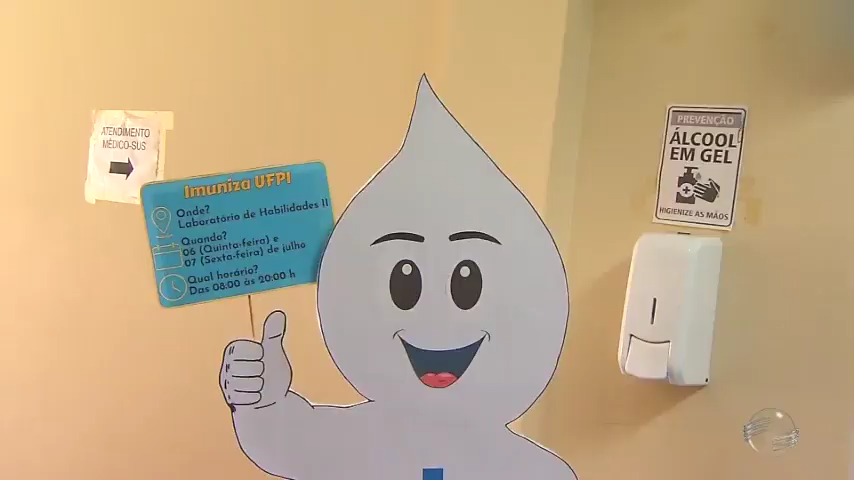 ATENDIMENTO
MÉDICO-SUS
Imuniza UFPI
Onde?
Laboratório de Habilidades II
Quando?
06 (Quinta-feira) e
07 (Sexta-feira) de julho
Qual horário?
Das 08:00 às 20:00 h
PREVENÇÃO
ÁLCOOL
EM GEL
HIGIENIZE AS MÃOS